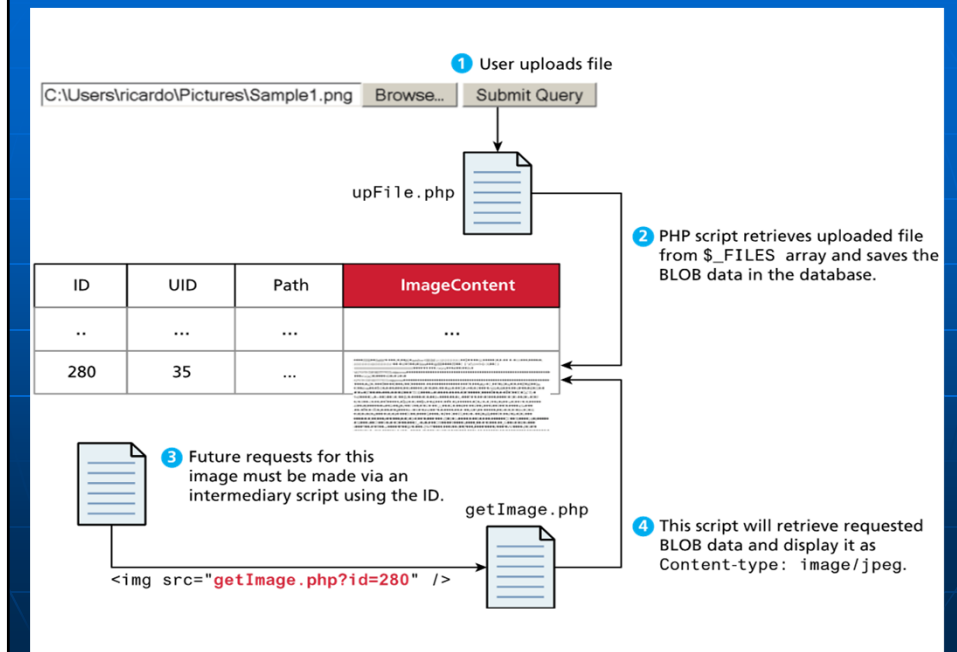 1 User uploads file
C:\Users\ricardo\Pictures\Sample1.png Browse... Submit Query
upFile.php
2 PHP script retrieves uploaded file
from $_FILES array and saves the
BLOB data in the database.
ID UID Path ImageContent
.. ... ... ...
280 35 ...
3 Future requests for this
image must be made via an
intermediary script using the ID.
getImage.php
4 This script will retrieve requested
BLOB data and display it as
Content-type: image/jpeg.
<img src="getImage.php?id=280" />